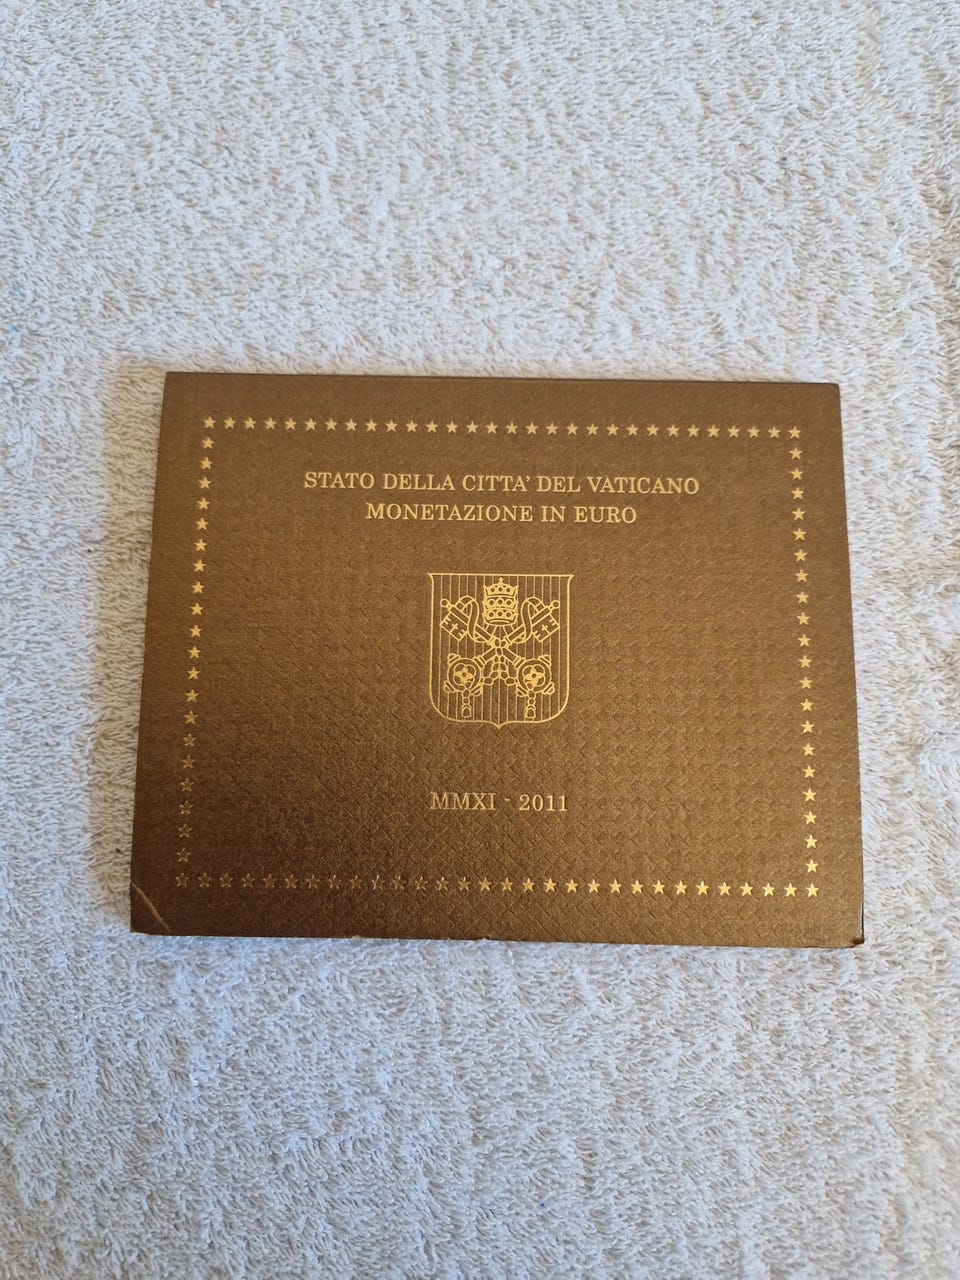 STATO DELLA CITTA' DEL VATICANO
MONETAZIONE IN EURO
MMXI - 2011